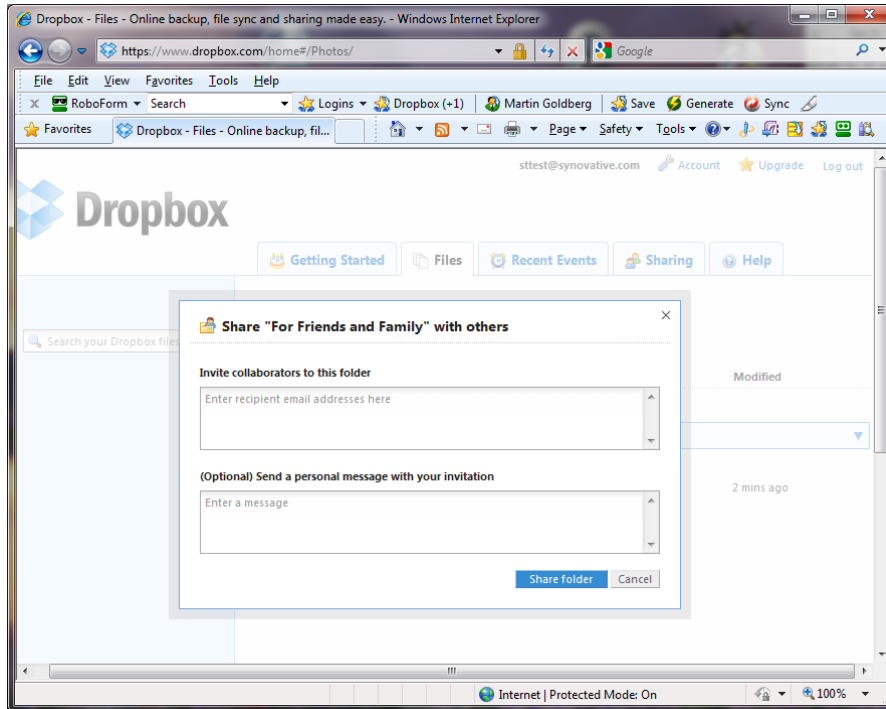 Dropbox - Files - Online backup, file sync and sharing made easy. - Windows Internet Explorer
https://www.dropbox.com/home#/Photos/
Google
File Edit View Favorites Tools Help
x RoboForm Search Logins Dropbox (+1) Martin Goldberg Save Generate Sync
Favorites Dropbox - Files - Online backup, fil... Page Safety Tools
sttest@synovative.com Account Upgrade Log out
Dropbox
Getting Started Files Recent Events Sharing Help
Share "For Friends and Family" with others
Search your Dropbox files
Invite collaborators to this folder
Modified
Enter recipient email addresses here
(Optional) Send a personal message with your invitation
2 mins ago
Enter a message
Share folder Cancel
Internet | Protected Mode: On 100%